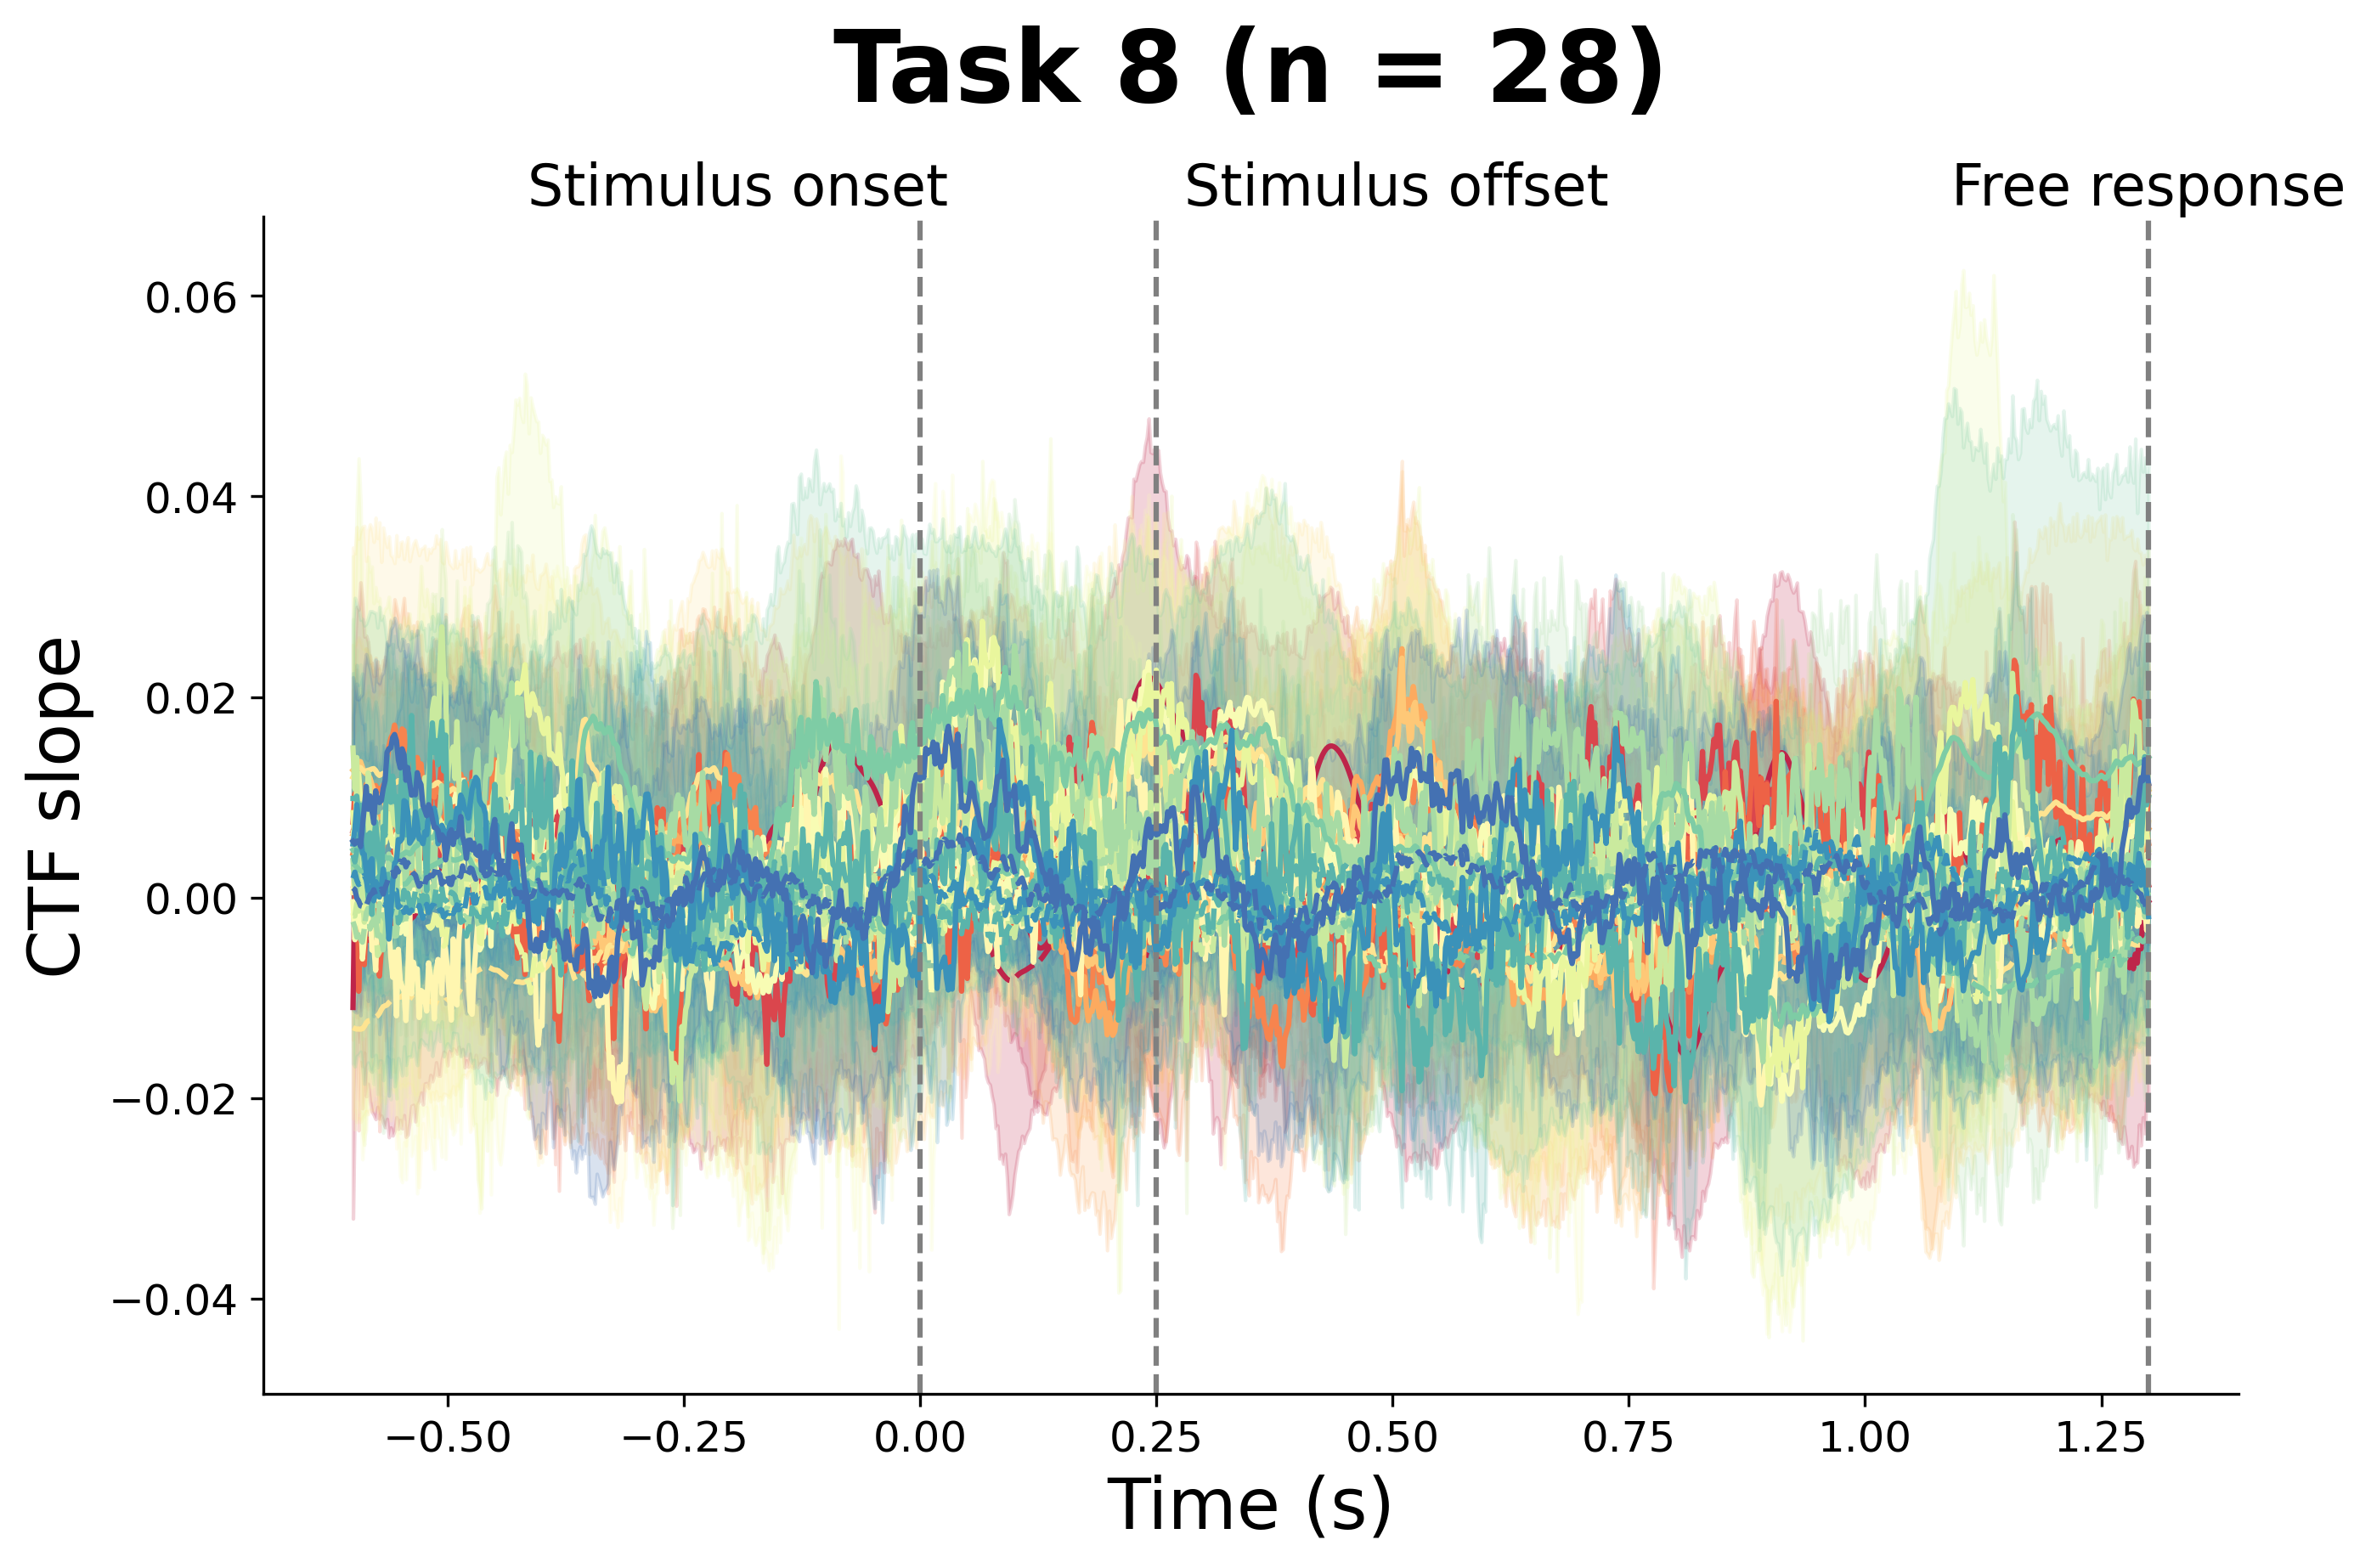 Task 8 (n = 28)
Stimulus onset
Stimulus offset
Free response
CTF slope
0.06
0.04
0.02
0.00
−0.02
−0.04
−0.50
−0.25
0.00
0.25
0.50
0.75
1.00
1.25
Time (s)